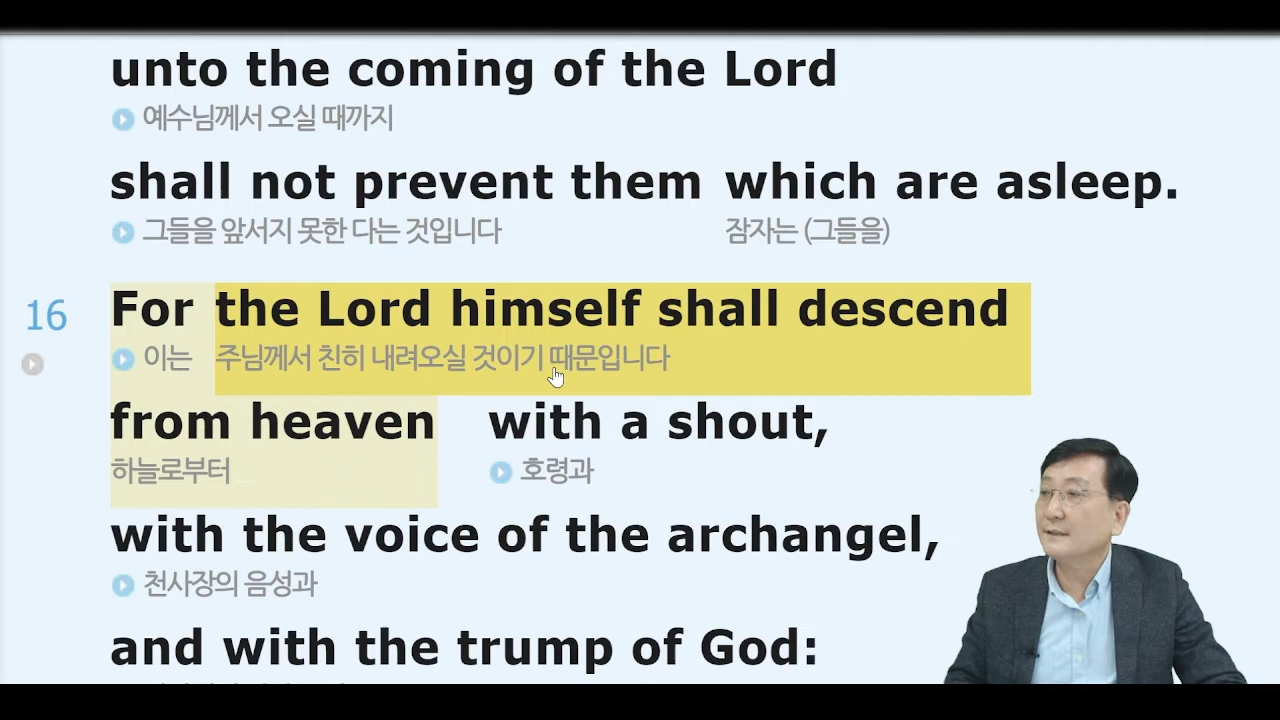 unto the coming of the Lord
예수님께서 오실 때까지
shall not prevent them which are asleep.
그들을 앞서지 못한 다는 것입니다 잠자는 (그들을)
16 For the Lord himself shall descend
이는 주님께서 친히 내려오실 것이기 때문입니다
from heaven with a shout,
하늘로부터 호령과
with the voice of the archangel,
천사장의 음성과
and with the trump of God: